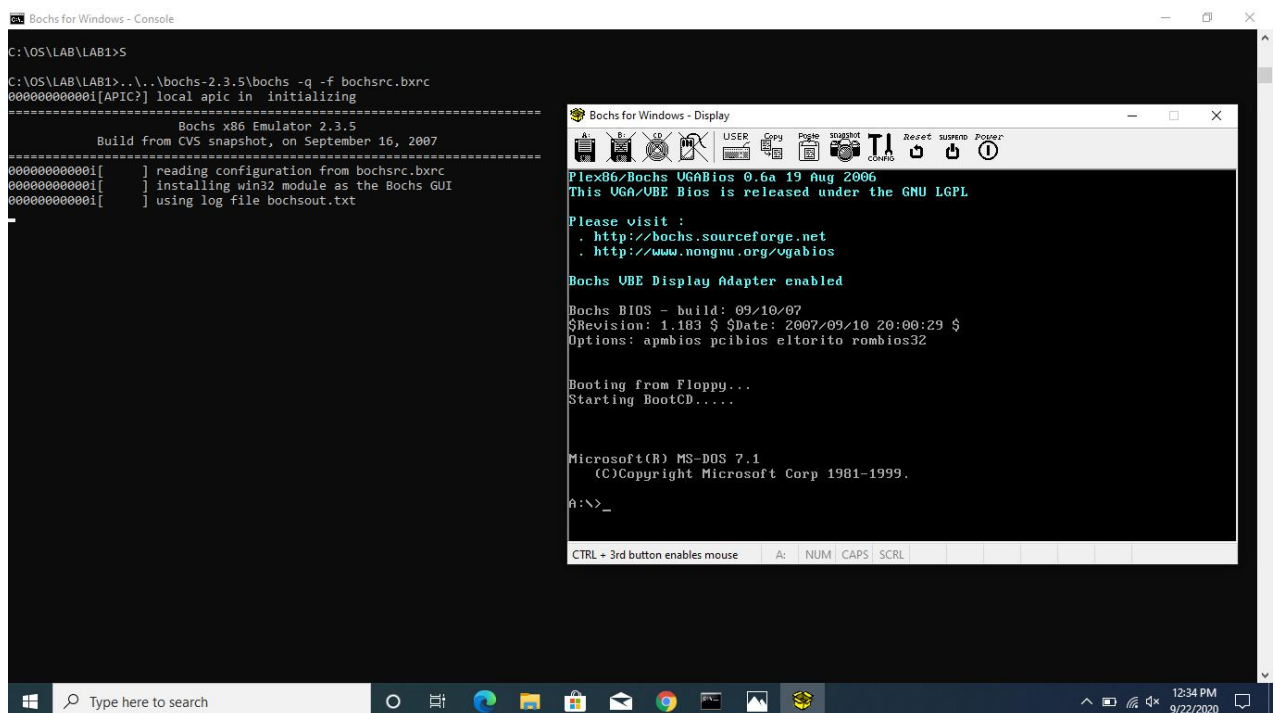 Bochs for Windows - Console
C:\OS\LAB\LAB1>S
C:\OS\LAB\LAB1>..\..\bochs-2.3.5\bochs -q -f bochsrc.bxrc
00000000000i[APIC?] local apic in  initializing
========================================================================
Bochs x86 Emulator 2.3.5
Build from CVS snapshot, on September 16, 2007
========================================================================
00000000000i[     ] reading configuration from bochsrc.bxrc
00000000000i[     ] installing win32 module as the Bochs GUI
00000000000i[     ] using log file bochsout.txt
Bochs for Windows - Display
A: B: CD USER Copy Paste snapshot CONFIG Reset SUSPEND Power
Plex86/Bochs VGABios 0.6a 19 Aug 2006
This VGA/VBE Bios is released under the GNU LGPL
Please visit :
. http://bochs.sourceforge.net
. http://www.nongnu.org/vgabios
Bochs VBE Display Adapter enabled
Bochs BIOS - build: 09/10/07
$Revision: 1.183 $ $Date: 2007/09/10 20:00:29 $
Options: apmbios pcibios eltorito rombios32
Booting from Floppy...
Starting BootCD.....
Microsoft(R) MS-DOS 7.1
(C)Copyright Microsoft Corp 1981-1999.
A:\>_
CTRL + 3rd button enables mouse A: NUM CAPS SCRL
Type here to search
12:34 PM
9/22/2020